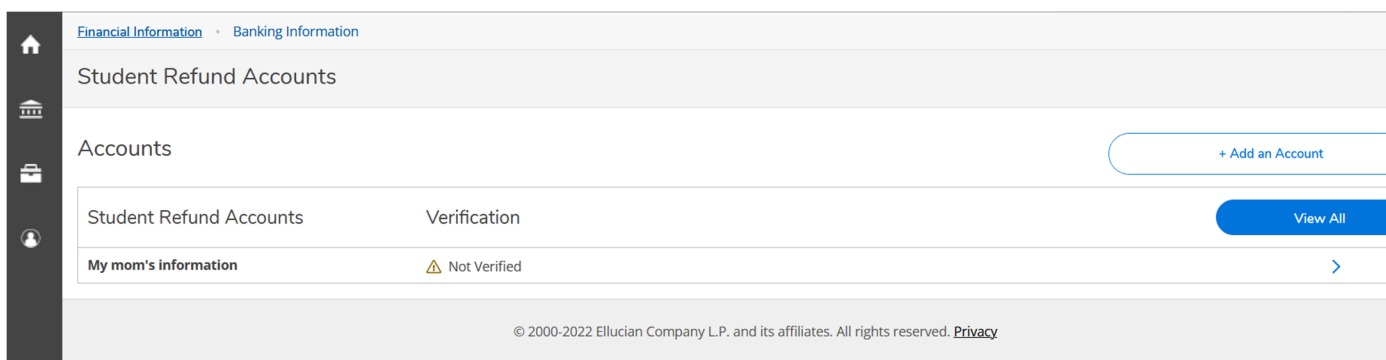 Financial Information • Banking Information
Student Refund Accounts
Accounts
+ Add an Account
Student Refund Accounts Verification View All
My mom's information Not Verified
© 2000-2022 Ellucian Company L.P. and its affiliates. All rights reserved. Privacy